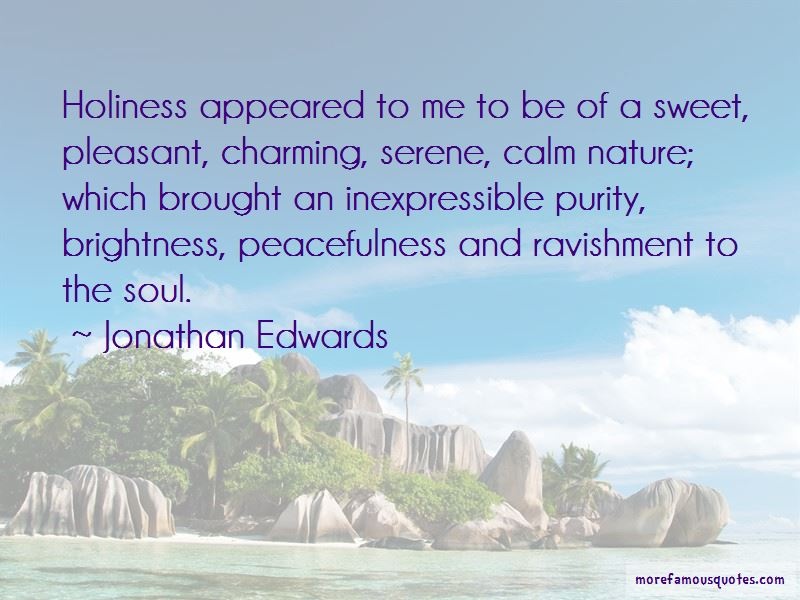 Holiness appeared to me to be of a sweet,
pleasant, charming, serene, calm nature;
which brought an inexpressible purity,
brightness, peacefulness and ravishment to
the soul.
~ Jonathan Edwards
morefamousquotes.com